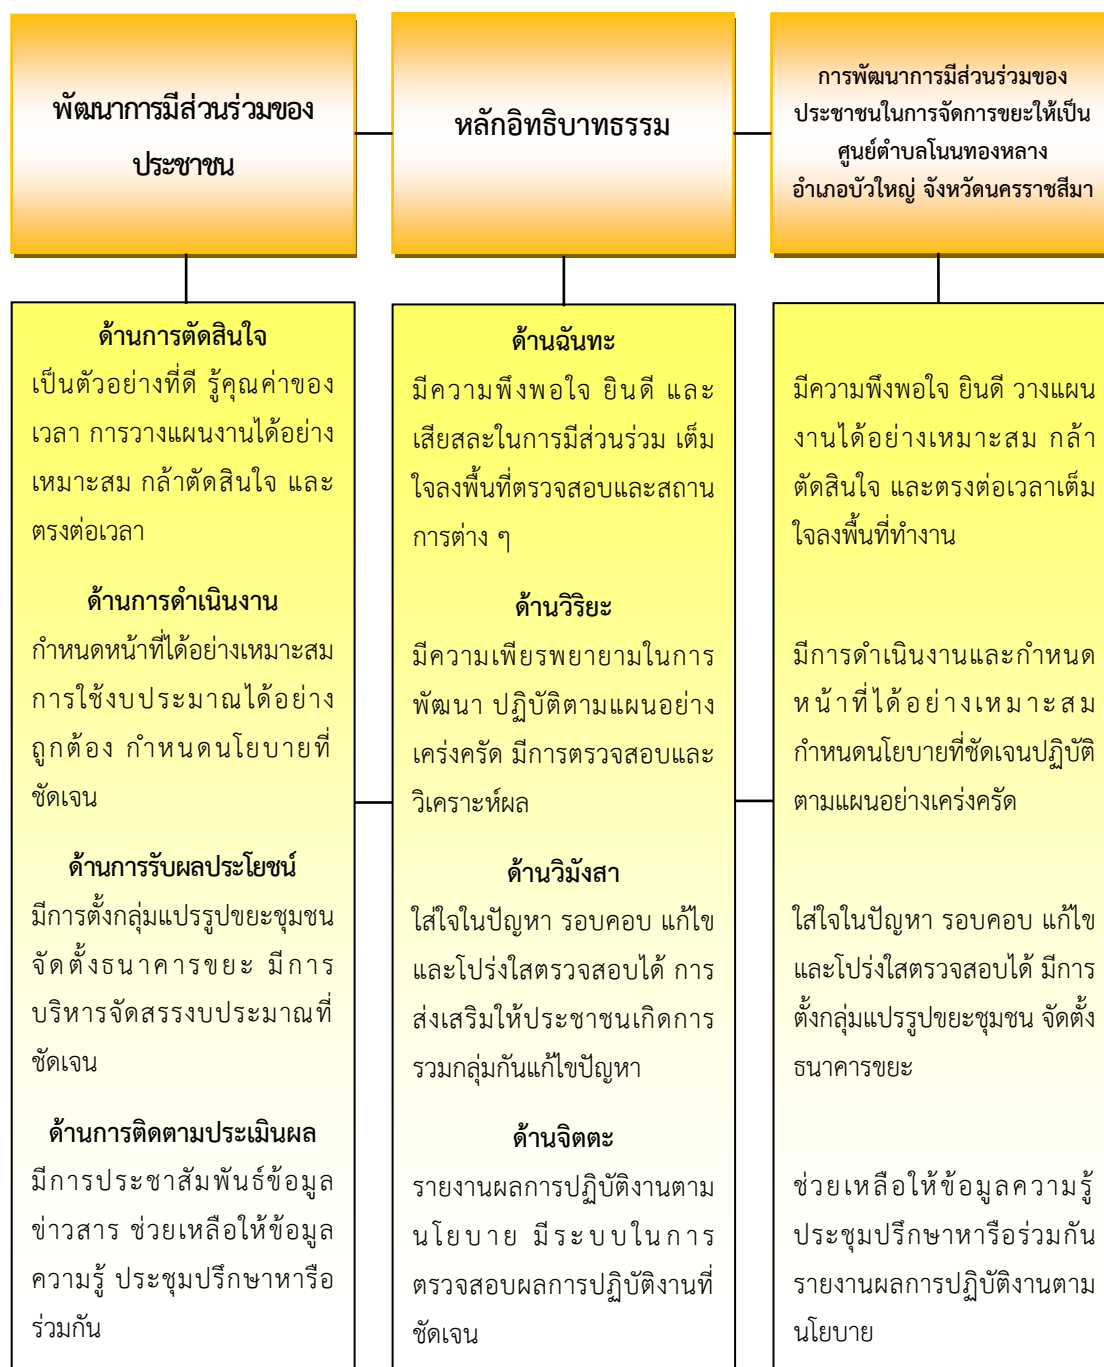 พัฒนาการมีส่วนร่วมของ
ประชาชน
หลักอิทธิบาทธรรม
การพัฒนาการมีส่วนร่วมของ
ประชาชนในการจัดการขยะให้เป็น
ศูนย์ตำบลโนนทองหลาง
อำเภอบัวใหญ่ จังหวัดนครราชสีมา
ด้านการตัดสินใจ
เป็นตัวอย่างที่ดี รู้คุณค่าของ
เวลา การวางแผนงานได้อย่าง
เหมาะสม กล้าตัดสินใจ และ
ตรงต่อเวลา
ด้านการดำเนินงาน
กำหนดหน้าที่ได้อย่างเหมาะสม
การใช้งบประมาณได้อย่าง
ถูกต้อง กำหนดนโยบายที่
ชัดเจน
ด้านการรับผลประโยชน์
มีการตั้งกลุ่มแปรรูปขยะชุมชน
จัดตั้งธนาคารขยะ มีการ
บริหารจัดสรรงบประมาณที่
ชัดเจน
ด้านการติดตามประเมินผล
มีการประชาสัมพันธ์ข้อมูล
ข่าวสาร ช่วยเหลือให้ข้อมูล
ความรู้ ประชุมปรึกษาหารือ
ร่วมกัน
ด้านฉันทะ
มีความพึงพอใจ ยินดี และ
เสียสละในการมีส่วนร่วม เต็ม
ใจลงพื้นที่ตรวจสอบและสถาน
การต่าง ๆ
ด้านวิริยะ
มีความเพียรพยายามในการ
พัฒนา ปฏิบัติตามแผนอย่าง
เคร่งครัด มีการตรวจสอบและ
วิเคราะห์ผล
ด้านวิมังสา
ใส่ใจในปัญหา รอบคอบ แก้ไข
และโปร่งใสตรวจสอบได้ การ
ส่งเสริมให้ประชาชนเกิดการ
รวมกลุ่มกันแก้ไขปัญหา
ด้านจิตตะ
รายงานผลการปฏิบัติงานตาม
นโยบาย มีระบบในการ
ตรวจสอบผลการปฏิบัติงานที่
ชัดเจน
มีความพึงพอใจ ยินดี วางแผน
งานได้อย่างเหมาะสม กล้า
ตัดสินใจ และตรงต่อเวลาเต็ม
ใจลงพื้นที่ทำงาน
มีการดำเนินงานและกำหนด
หน้าที่ได้อย่างเหมาะสม
กำหนดนโยบายที่ชัดเจนปฏิบัติ
ตามแผนอย่างเคร่งครัด
ใส่ใจในปัญหา รอบคอบ แก้ไข
และโปร่งใสตรวจสอบได้ มีการ
ตั้งกลุ่มแปรรูปขยะชุมชน จัดตั้ง
ธนาคารขยะ
ช่วยเหลือให้ข้อมูลความรู้
ประชุมปรึกษาหารือร่วมกัน
รายงานผลการปฏิบัติงานตาม
นโยบาย